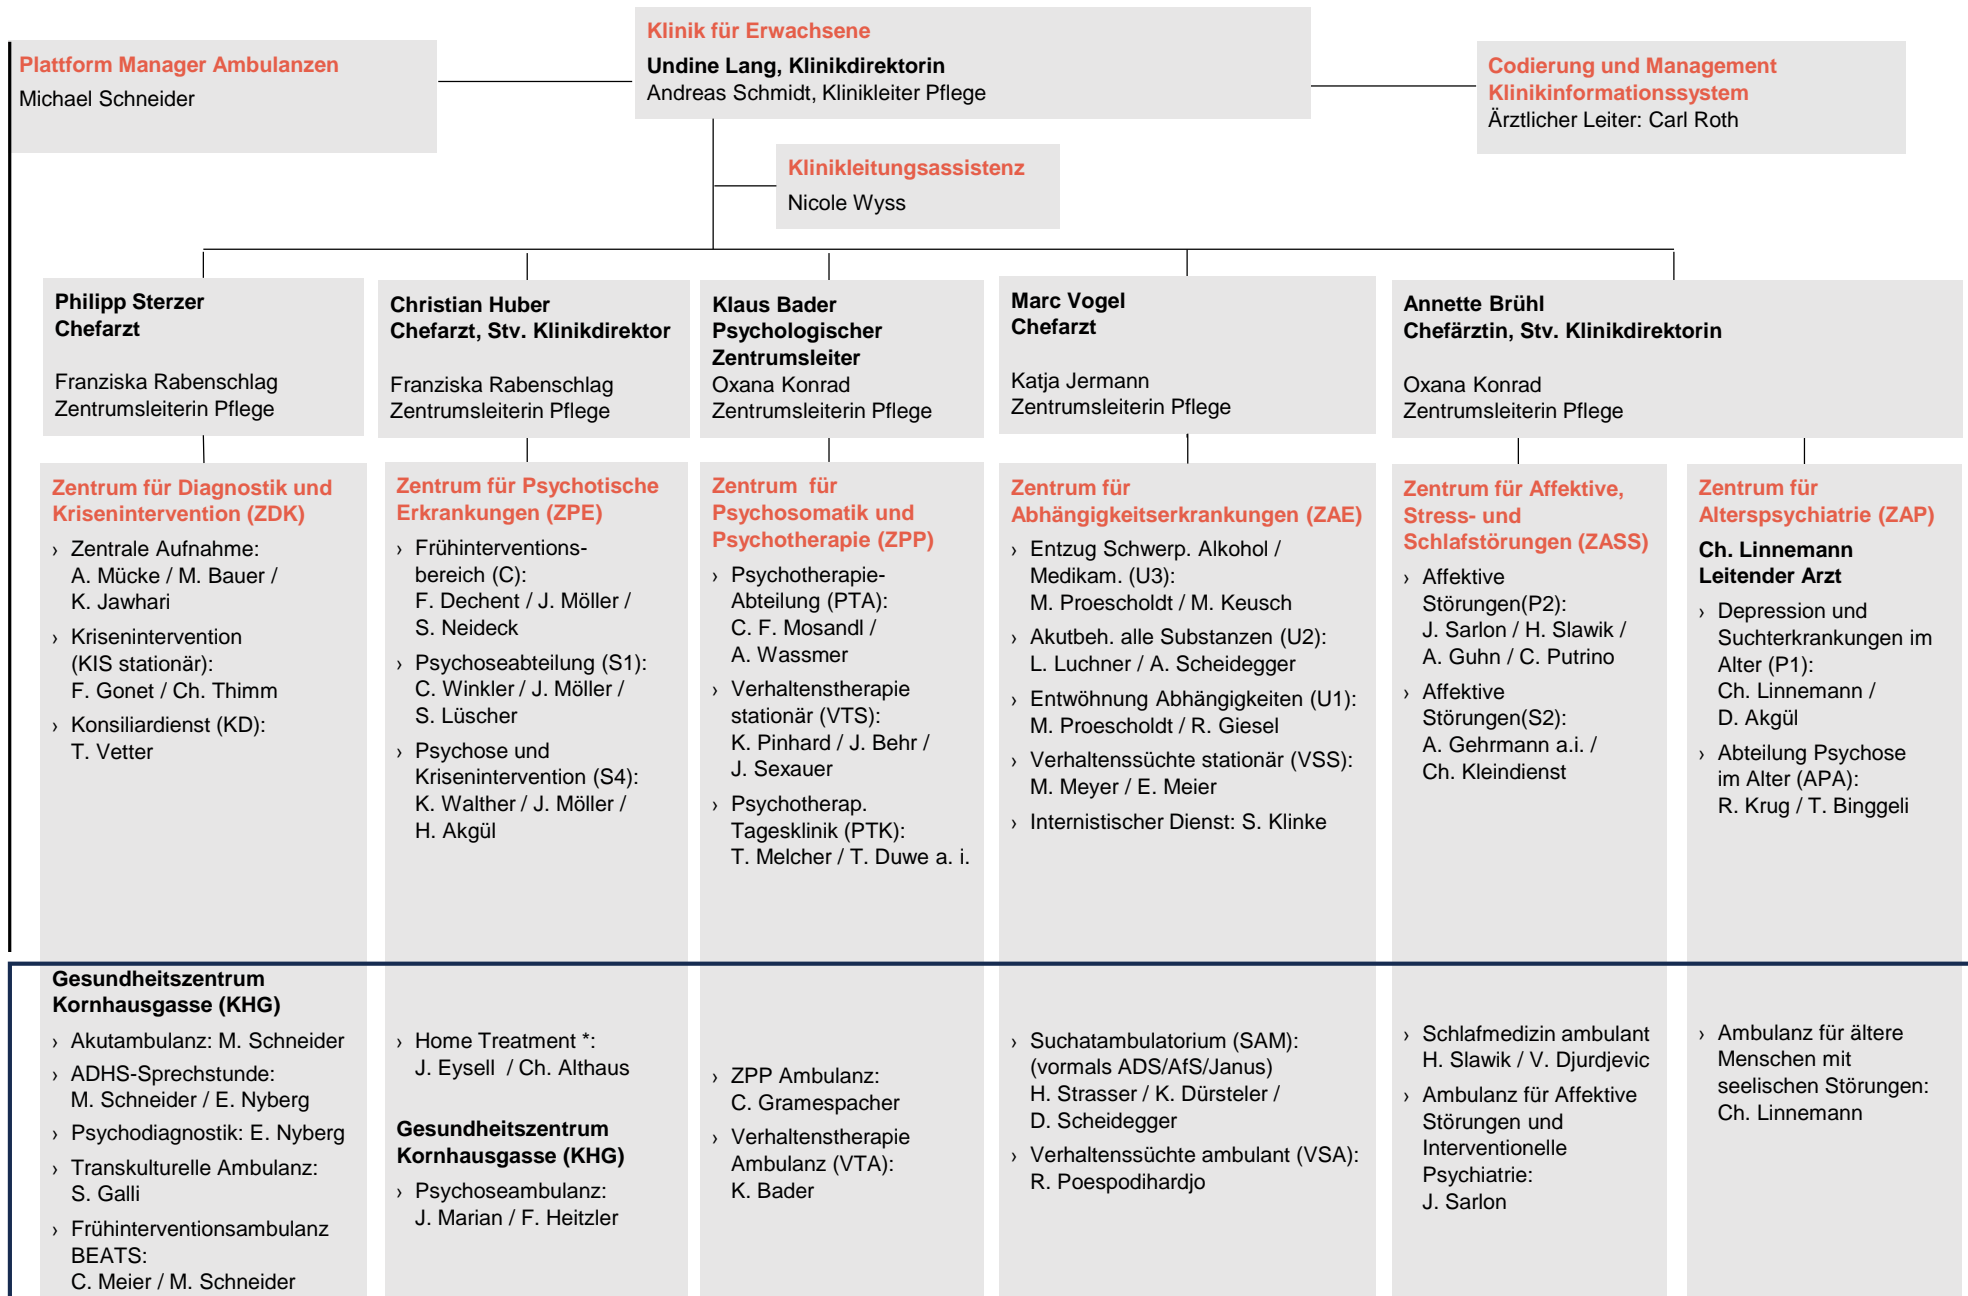 Klinik für Erwachsene
Undine Lang, Klinikdirektorin
Andreas Schmidt, Klinikleiter Pflege
Plattform Manager Ambulanzen
Michael Schneider
Codierung und Management
Klinikinformationssystem
Ärztlicher Leiter: Carl Roth
Klinikleitungsassistenz
Nicole Wyss
Philipp Sterzer
Chefarzt
Franziska Rabenschlag
Zentrumsleiterin Pflege
Christian Huber
Chefarzt, Stv. Klinikdirektor
Franziska Rabenschlag
Zentrumsleiterin Pflege
Klaus Bader
Psychologischer
Zentrumsleiter
Oxana Konrad
Zentrumsleiterin Pflege
Marc Vogel
Chefarzt
Katja Jermann
Zentrumsleiterin Pflege
Annette Brühl
Chefärztin, Stv. Klinikdirektorin
Oxana Konrad
Zentrumsleiterin Pflege
Zentrum für Diagnostik und
Krisenintervention (ZDK)
› Zentrale Aufnahme:
A. Mücke / M. Bauer /
K. Jawhari
› Krisenintervention
(KIS stationär):
F. Gonet / Ch. Thimm
› Konsiliardienst (KD):
T. Vetter
Zentrum für Psychotische
Erkrankungen (ZPE)
› Frühinterventions-
bereich (C):
F. Dechent / J. Möller /
S. Neideck
› Psychoseabteilung (S1):
C. Winkler / J. Möller /
S. Lüscher
› Psychose und
Krisenintervention (S4):
K. Walther / J. Möller /
H. Akgül
Zentrum für
Psychosomatik und
Psychotherapie (ZPP)
› Psychotherapie-
Abteilung (PTA):
C. F. Mosandl /
A. Wassmer
› Verhaltenstherapie
stationär (VTS):
K. Pinhard / J. Behr /
J. Sexauer
› Psychotherap.
Tagesklinik (PTK):
T. Melcher / T. Duwe a. i.
Zentrum für
Abhängigkeitserkrankungen (ZAE)
› Entzug Schwerp. Alkohol /
Medikam. (U3):
M. Proescholdt / M. Keusch
› Akutbeh. alle Substanzen (U2):
L. Luchner / A. Scheidegger
› Entwöhnung Abhängigkeiten (U1):
M. Proescholdt / R. Giesel
› Verhaltenssüchte stationär (VSS):
M. Meyer / E. Meier
› Internistischer Dienst: S. Klinke
Zentrum für Affektive,
Stress- und
Schlafstörungen (ZASS)
› Affektive
Störungen(P2):
J. Sarlon / H. Slawik /
A. Guhn / C. Putrino
› Affektive
Störungen(S2):
A. Gehrmann a.i. /
Ch. Kleindienst
Zentrum für
Alterspsychiatrie (ZAP)
Ch. Linnemann
Leitender Arzt
› Depression und
Suchterkrankungen im
Alter (P1):
Ch. Linnemann /
D. Akgül
› Abteilung Psychose
im Alter (APA):
R. Krug / T. Binggeli
Gesundheitszentrum
Kornhausgasse (KHG)
› Akutambulanz: M. Schneider
› ADHS-Sprechstunde:
M. Schneider / E. Nyberg
› Psychodiagnostik: E. Nyberg
› Transkulturelle Ambulanz:
S. Galli
› Frühinterventionsambulanz
BEATS:
C. Meier / M. Schneider
› Home Treatment *:
J. Eysell / Ch. Althaus
Gesundheitszentrum
Kornhausgasse (KHG)
› Psychoseambulanz:
J. Marian / F. Heitzler
› ZPP Ambulanz:
C. Gramespacher
› Verhaltenstherapie
Ambulanz (VTA):
K. Bader
› Suchatambulatorium (SAM):
(vormals ADS/AfS/Janus)
H. Strasser / K. Dürsteler /
D. Scheidegger
› Verhaltenssüchte ambulant (VSA):
R. Poespodihardjo
› Schlafmedizin ambulant
H. Slawik / V. Djurdjevic
› Ambulanz für Affektive
Störungen und
Interventionelle
Psychiatrie:
J. Sarlon
› Ambulanz für ältere
Menschen mit
seelischen Störungen:
Ch. Linnemann